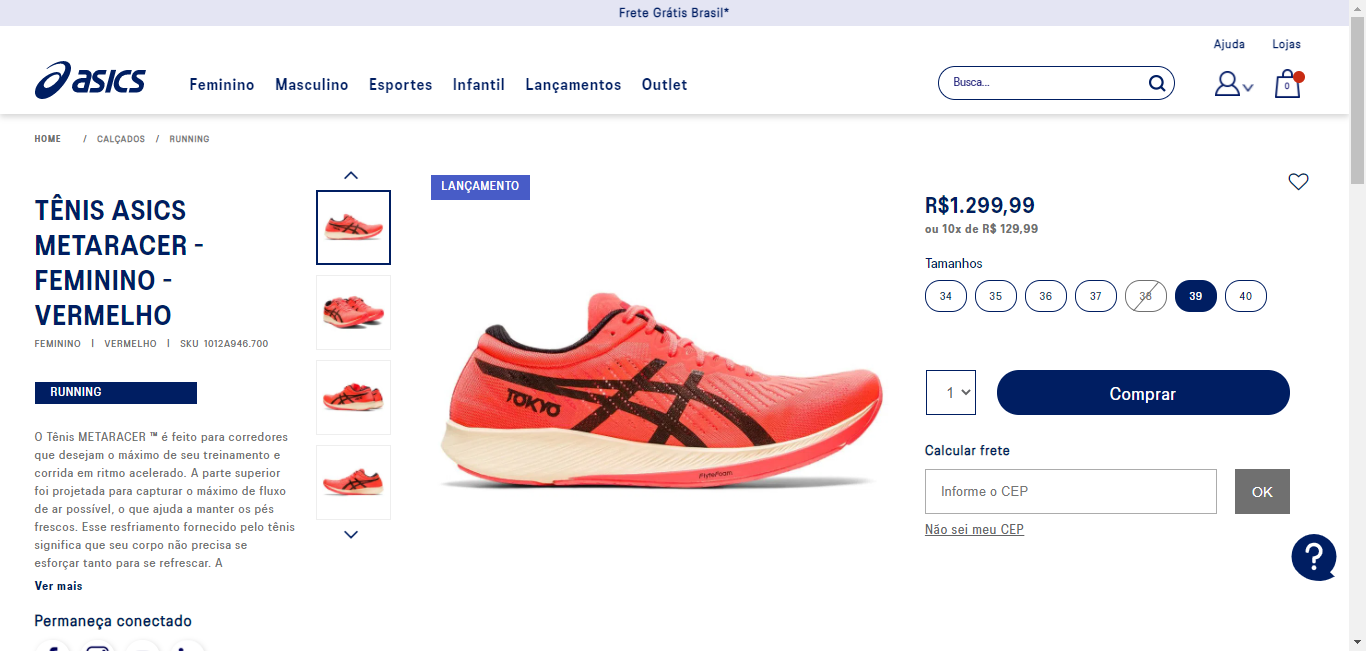 Frete Grátis Brasil*
Ajuda Lojas
asics
Feminino Masculino Esportes Infantil Lançamentos Outlet
Busca...
0
HOME / CALÇADOS / RUNNING
TÊNIS ASICS
METARACER -
FEMININO -
VERMELHO
FEMININO | VERMELHO | SKU 1012A946.700
RUNNING
O Tênis METARACER ™ é feito para corredores
que desejam o máximo de seu treinamento e
corrida em ritmo acelerado. A parte superior
foi projetada para capturar o máximo de fluxo
de ar possível, o que ajuda a manter os pés
frescos. Esse resfriamento fornecido pelo tênis
significa que seu corpo não precisa se
esforçar tanto para se refrescar. A
Ver mais
Permaneça conectado
LANÇAMENTO
TOKYO
FlyteFoam
R$1.299,99
ou 10x de R$ 129,99
Tamanhos
34 35 36 37 38 39 40
1
Comprar
Calcular frete
Informe o CEP
OK
Não sei meu CEP
?